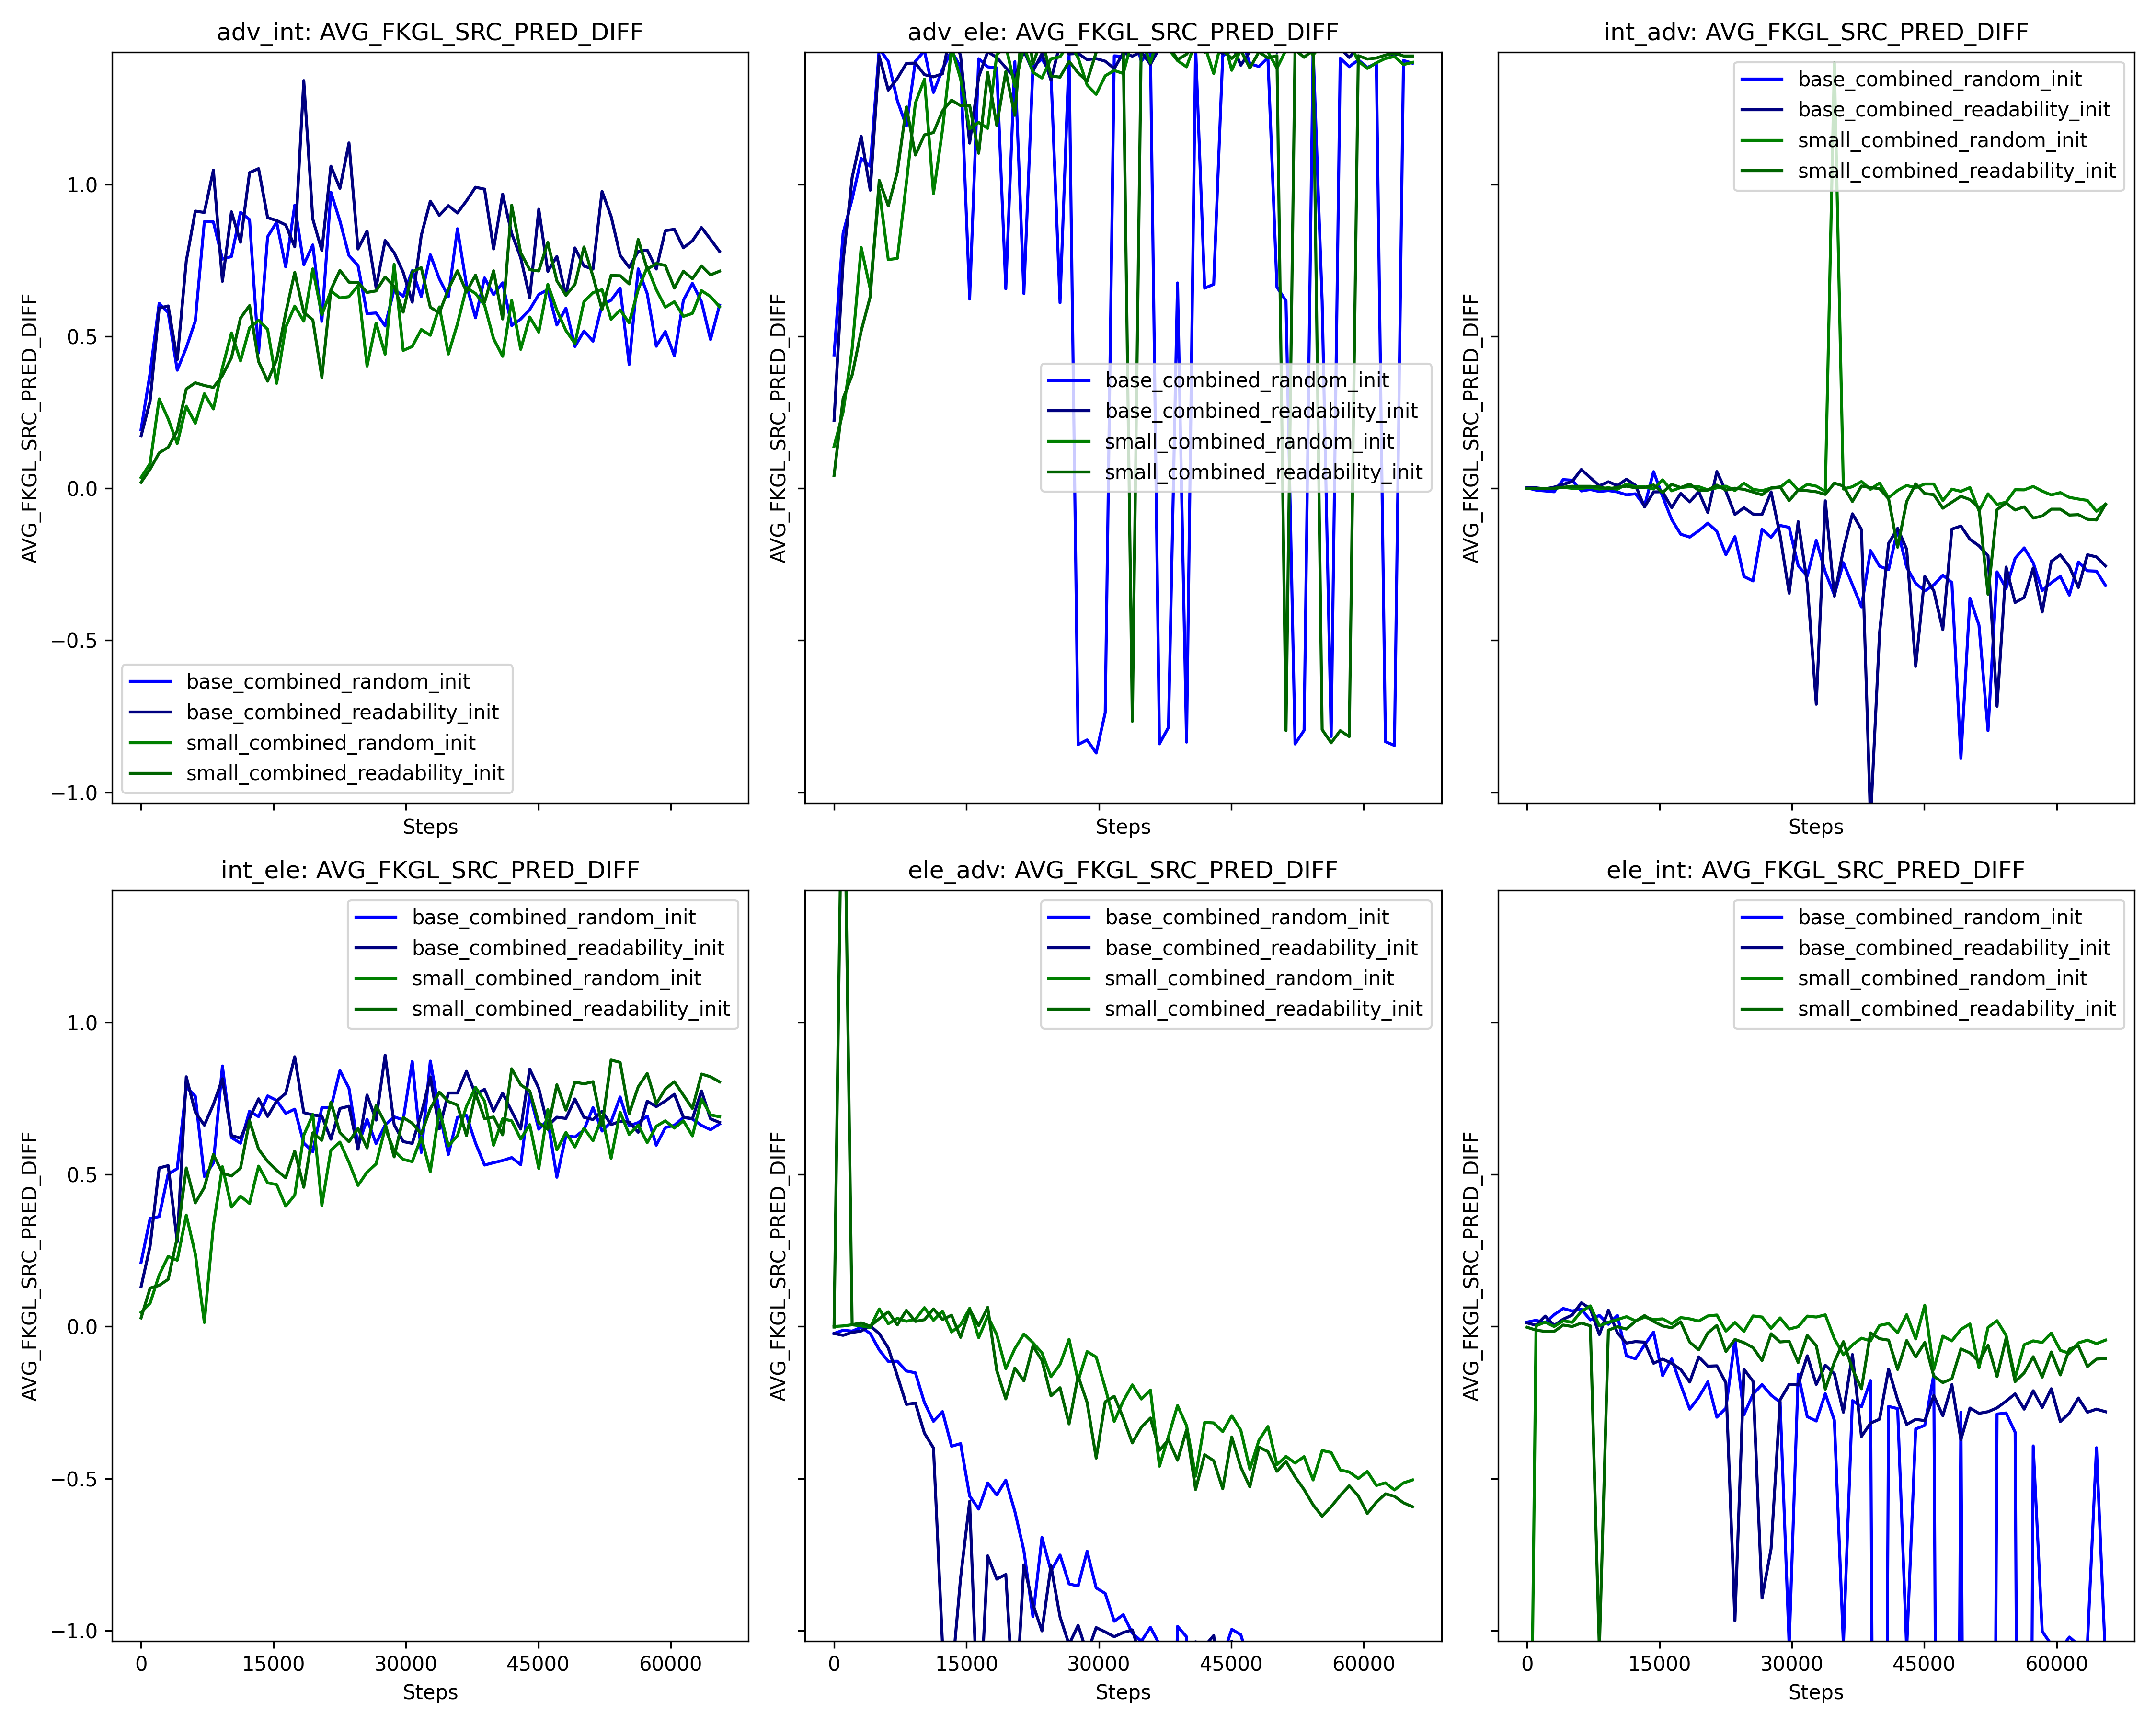 adv_int: AVG_FKGL_SRC_PRED_DIFF
AVG_FKGL_SRC_PRED_DIFF
1.0
0.5
0.0
−0.5
−1.0
base_combined_random_init
base_combined_readability_init
small_combined_random_init
small_combined_readability_init
Steps
adv_ele: AVG_FKGL_SRC_PRED_DIFF
AVG_FKGL_SRC_PRED_DIFF
base_combined_random_init
base_combined_readability_init
small_combined_random_init
small_combined_readability_init
Steps
int_adv: AVG_FKGL_SRC_PRED_DIFF
AVG_FKGL_SRC_PRED_DIFF
base_combined_random_init
base_combined_readability_init
small_combined_random_init
small_combined_readability_init
Steps
int_ele: AVG_FKGL_SRC_PRED_DIFF
AVG_FKGL_SRC_PRED_DIFF
1.0
0.5
0.0
−0.5
−1.0
base_combined_random_init
base_combined_readability_init
small_combined_random_init
small_combined_readability_init
0 15000 30000 45000 60000
Steps
ele_adv: AVG_FKGL_SRC_PRED_DIFF
AVG_FKGL_SRC_PRED_DIFF
base_combined_random_init
base_combined_readability_init
small_combined_random_init
small_combined_readability_init
0 15000 30000 45000 60000
Steps
ele_int: AVG_FKGL_SRC_PRED_DIFF
AVG_FKGL_SRC_PRED_DIFF
base_combined_random_init
base_combined_readability_init
small_combined_random_init
small_combined_readability_init
0 15000 30000 45000 60000
Steps